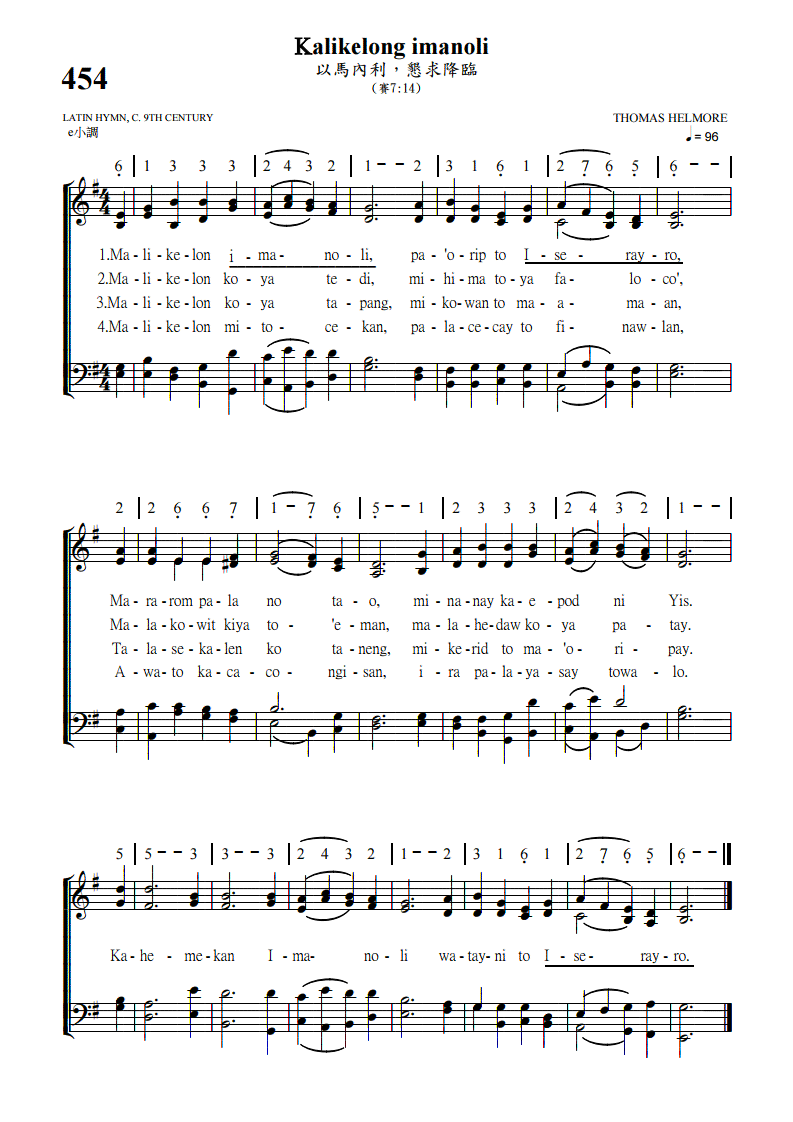 Kalikelong imanoli
454
以馬內利，懇求降臨
（賽7:14）
LATIN HYMN, C. 9TH CENTURY
THOMAS HELMORE
e小調
♩ = 96
6̣ | 1 3 3 3 | 2 4 3 2 | 1 - - 2 | 3 1 6̣ 1 | 2 7̣ 6̣ 5̣ | 6̣ - - |
1.Ma - li - ke - lon i - ma - no - li, pa - 'o - rip to I - se - ray - ro,
2.Ma - li - ke - lon ko - ya te - di, mi - hi - ma - to ya fa - lo - co',
3.Ma - li - ke - lon ko - ya ta - pang, mi - ko - wan to ma - a - ma - an,
4.Ma - li - ke - lon mi - to - ce - kan, pa - la - ce - cay to fi - naw - lan,
2 | 2 6̣ 6̣ 7̣ | 1 - 7̣ 6̣ | 5̣ - - 1 | 2 3 3 3 | 2 4 3 2 | 1 - - |
Ma - ra - rom pa - la no ta - o, mi - na - nay ka - e - pod ni Yis.
Ma - la - ko - wit kiya to - 'e - man, ma - la - he - daw ko - ya pa - tay.
Ta - la - se - ka - len ko ta - neng, mi - ke - rid to ma - 'o - ri - pay.
A - wa - to ka - ca - co - ngi - san, i - ra pa - la - ya - say towa - lo.
5 | 5 - - 3 | 3 - - 3 | 2 4 3 2 | 1 - - 2 | 3 1 6̣ 1 | 2 7̣ 6̣ 5̣ | 6̣ - - ‖
Ka - he - me - kan I - ma - no - li wa - tay - ni to I - se - ray - ro.